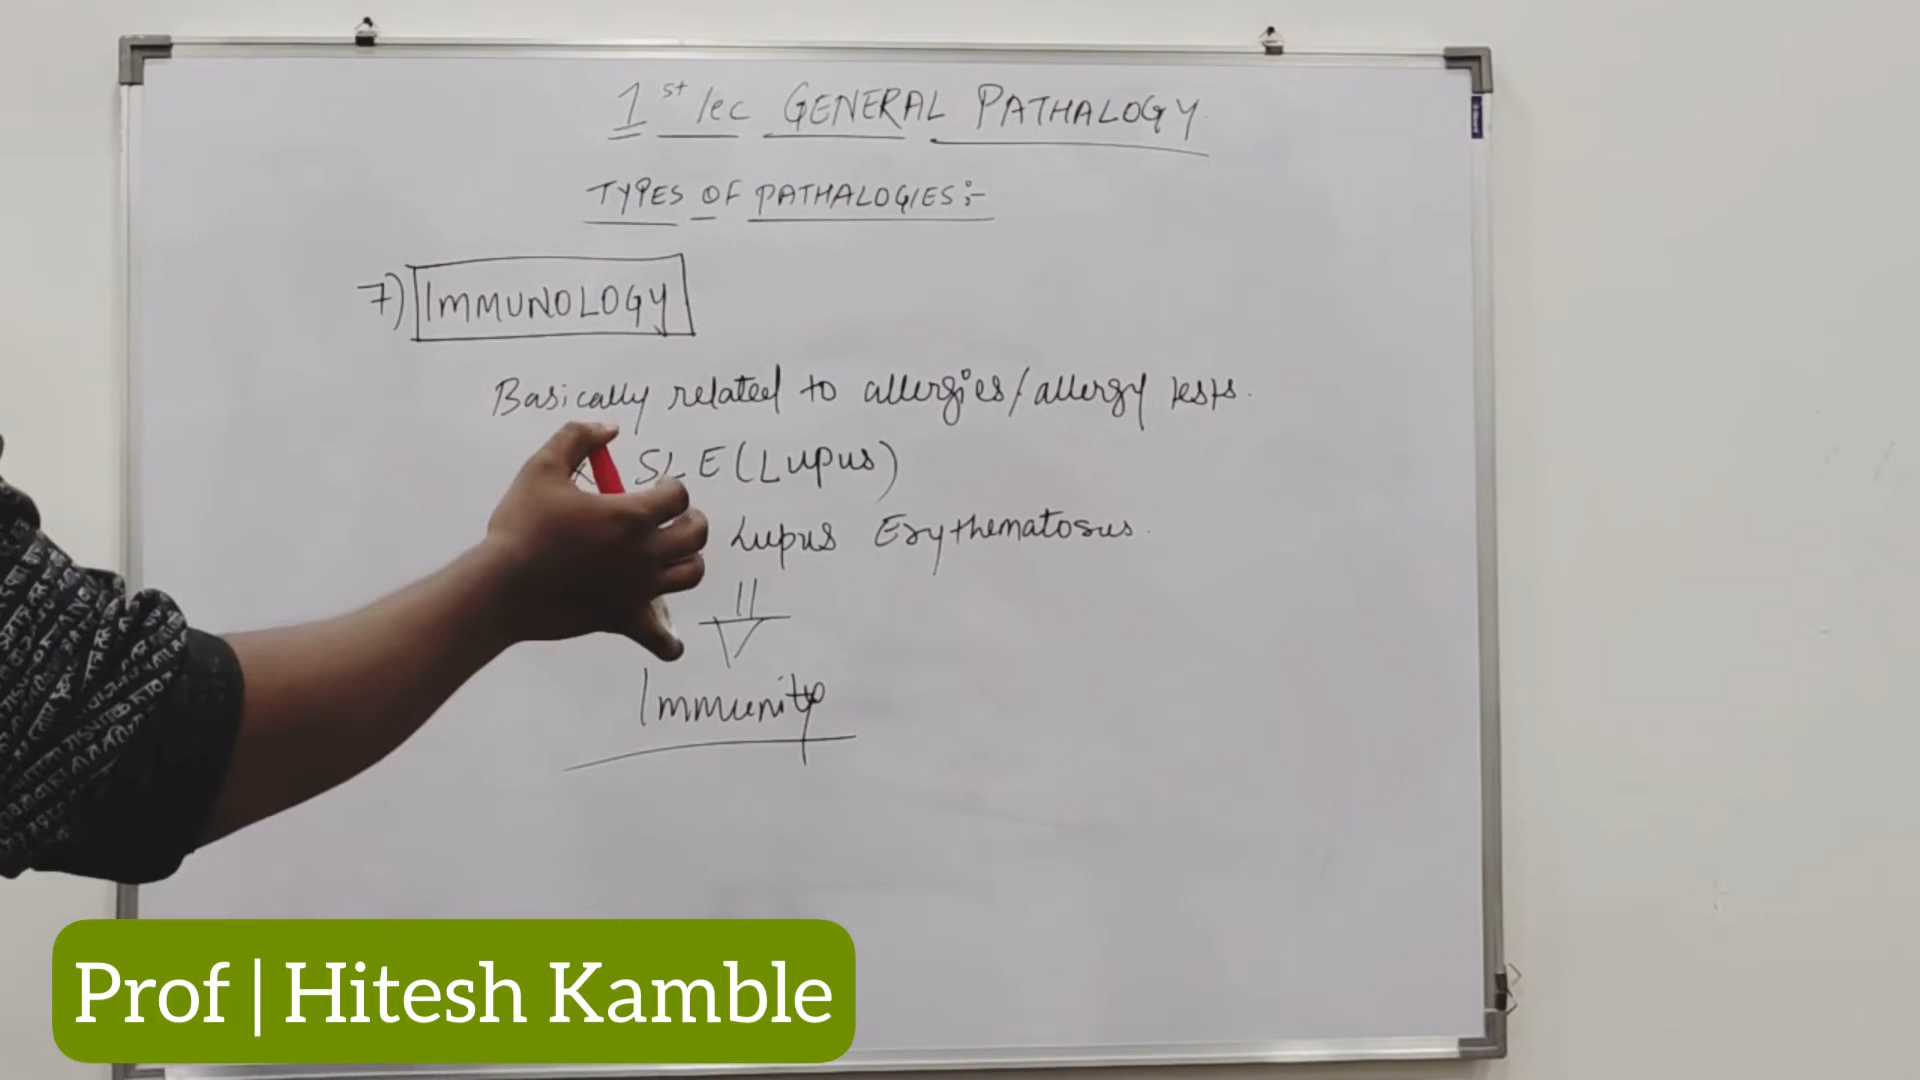 1st lec GENERAL PATHALOGY
TYPES OF PATHALOGIES:-
7) IMMUNOLOGY
Basically related to allergies/allergy tests.
SLE (Lupus)
Lupus Erythematosus.
Immunity
Prof | Hitesh Kamble